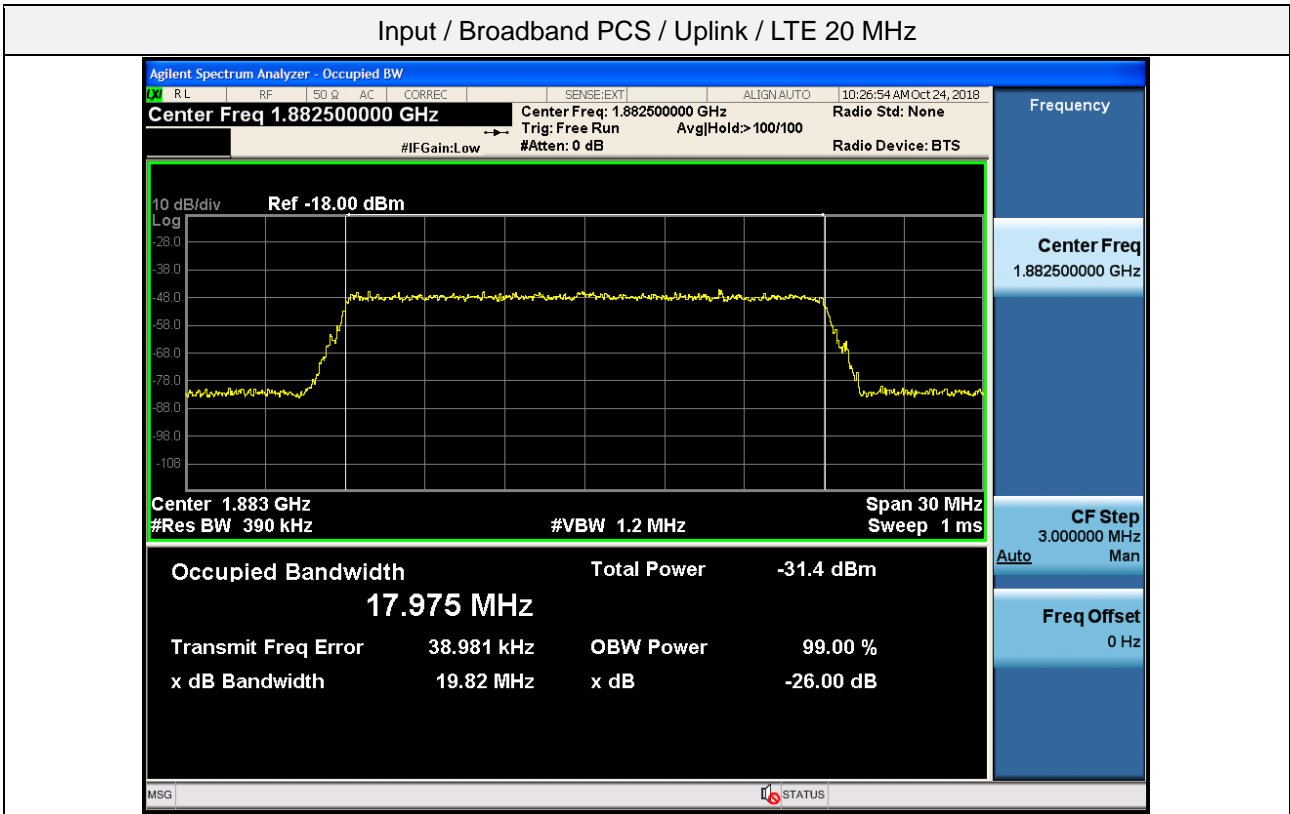 Input / Broadband PCS / Uplink / LTE 20 MHz
Agilent Spectrum Analyzer - Occupied BW
LXI RL RF 50 Ω AC CORREC SENSE:EXT ALIGN AUTO 10:26:54 AM Oct 24, 2018
Center Freq 1.882500000 GHz
Center Freq: 1.882500000 GHz
Radio Std: None
Trig: Free Run Avg|Hold:>100/100
#IFGain:Low
#Atten: 0 dB
Radio Device: BTS
Frequency
10 dB/div Ref -18.00 dBm
Log
-28.0
-38.0
-48.0
-58.0
-68.0
-78.0
-88.0
-98.0
-108
Center 1.883 GHz
Span 30 MHz
#Res BW 390 kHz
#VBW 1.2 MHz
Sweep 1 ms
Center Freq
1.882500000 GHz
CF Step
3.000000 MHz
Auto Man
Freq Offset
0 Hz
Occupied Bandwidth
17.975 MHz
Total Power -31.4 dBm
Transmit Freq Error 38.981 kHz
OBW Power 99.00 %
x dB Bandwidth 19.82 MHz
x dB -26.00 dB
MSG
STATUS